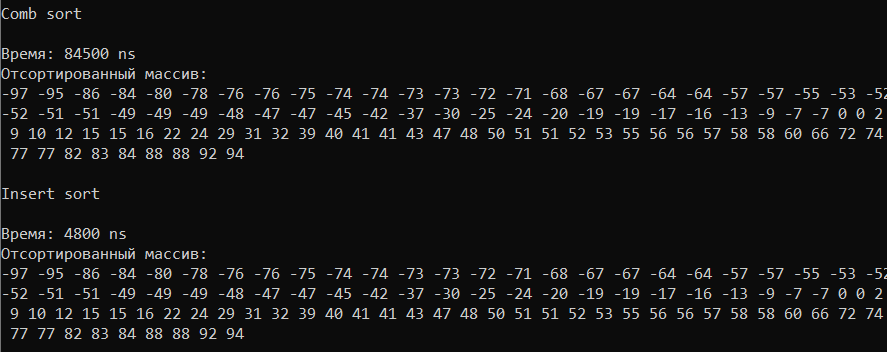 Comb sort
Время: 84500 ns
Отсортированный массив:
-97 -95 -86 -84 -80 -78 -76 -76 -75 -74 -74 -73 -73 -72 -71 -68 -67 -67 -64 -64 -57 -57 -55 -53 -52
-52 -51 -51 -49 -49 -49 -48 -47 -47 -45 -42 -37 -30 -25 -24 -20 -19 -19 -17 -16 -13 -9 -7 -7 0 0 2
9 10 12 15 15 16 22 24 29 31 32 39 40 41 41 43 47 48 50 51 51 52 53 55 56 56 57 58 58 60 66 72 74
77 77 82 83 84 88 88 92 94
Insert sort
Время: 4800 ns
Отсортированный массив:
-97 -95 -86 -84 -80 -78 -76 -76 -75 -74 -74 -73 -73 -72 -71 -68 -67 -67 -64 -64 -57 -57 -55 -53 -52
-52 -51 -51 -49 -49 -49 -48 -47 -47 -45 -42 -37 -30 -25 -24 -20 -19 -19 -17 -16 -13 -9 -7 -7 0 0 2
9 10 12 15 15 16 22 24 29 31 32 39 40 41 41 43 47 48 50 51 51 52 53 55 56 56 57 58 58 60 66 72 74
77 77 82 83 84 88 88 92 94